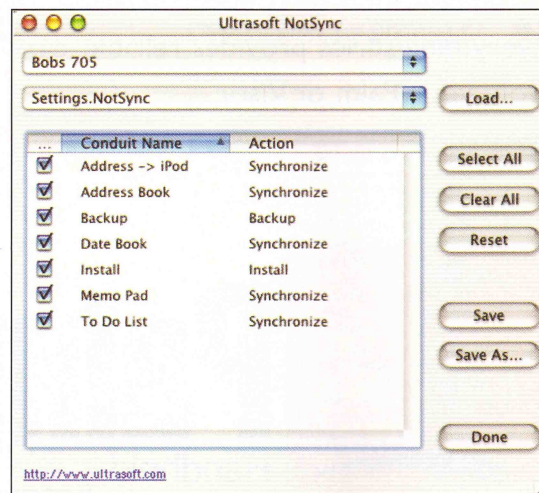 Ultrasoft NotSync
Bobs 705
Settings.NotSync
Load...
... Conduit Name Action
Address -> iPod Synchronize
Address Book Synchronize
Backup Backup
Date Book Synchronize
Install Install
Memo Pad Synchronize
To Do List Synchronize
Select All
Clear All
Reset
Save
Save As...
Done
http://www.ultrasoft.com